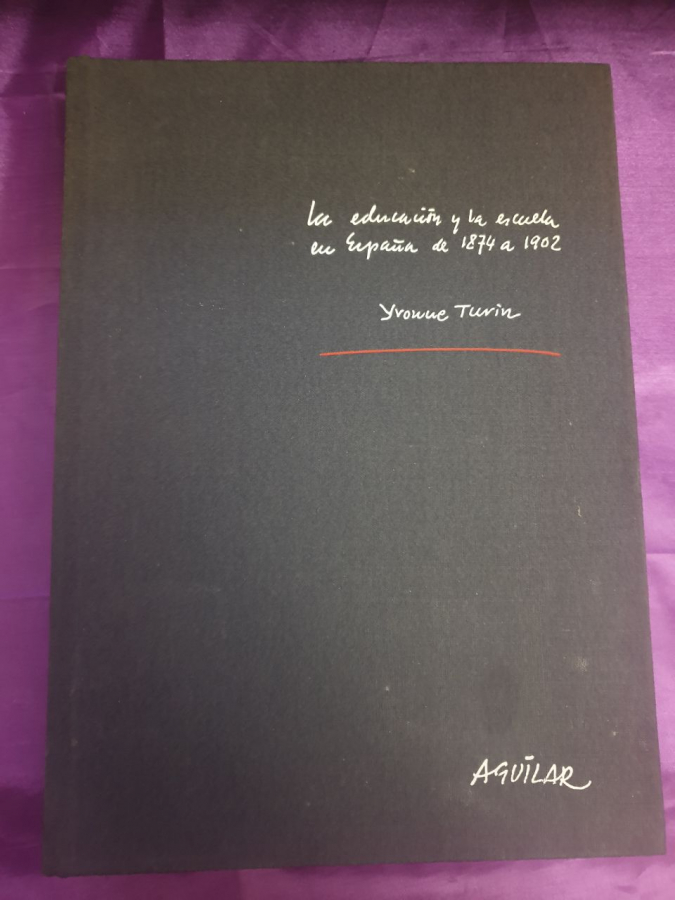 La educación y la escuela
en España de 1874 a 1902
Yvonne Turin
AGUILAR